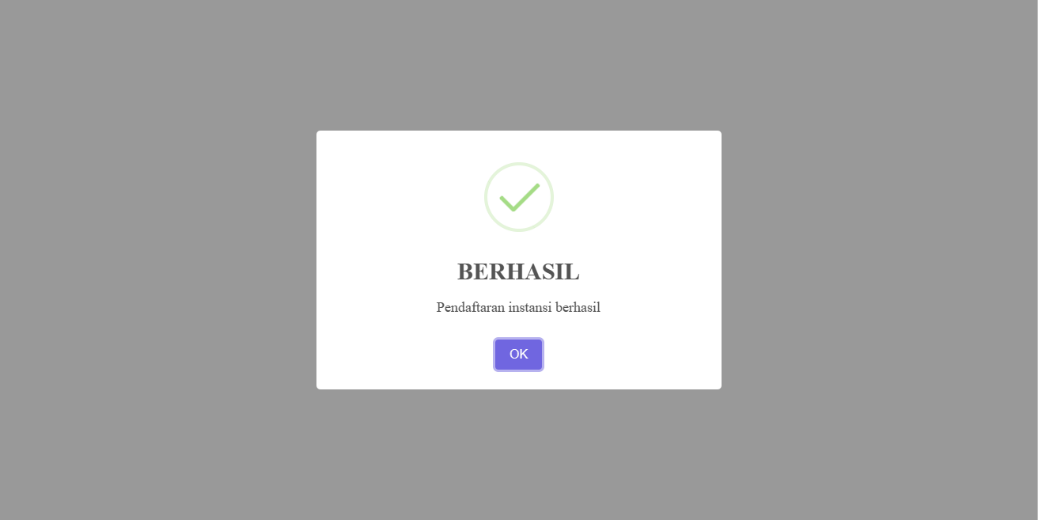 BERHASIL
Pendaftaran instansi berhasil
OK